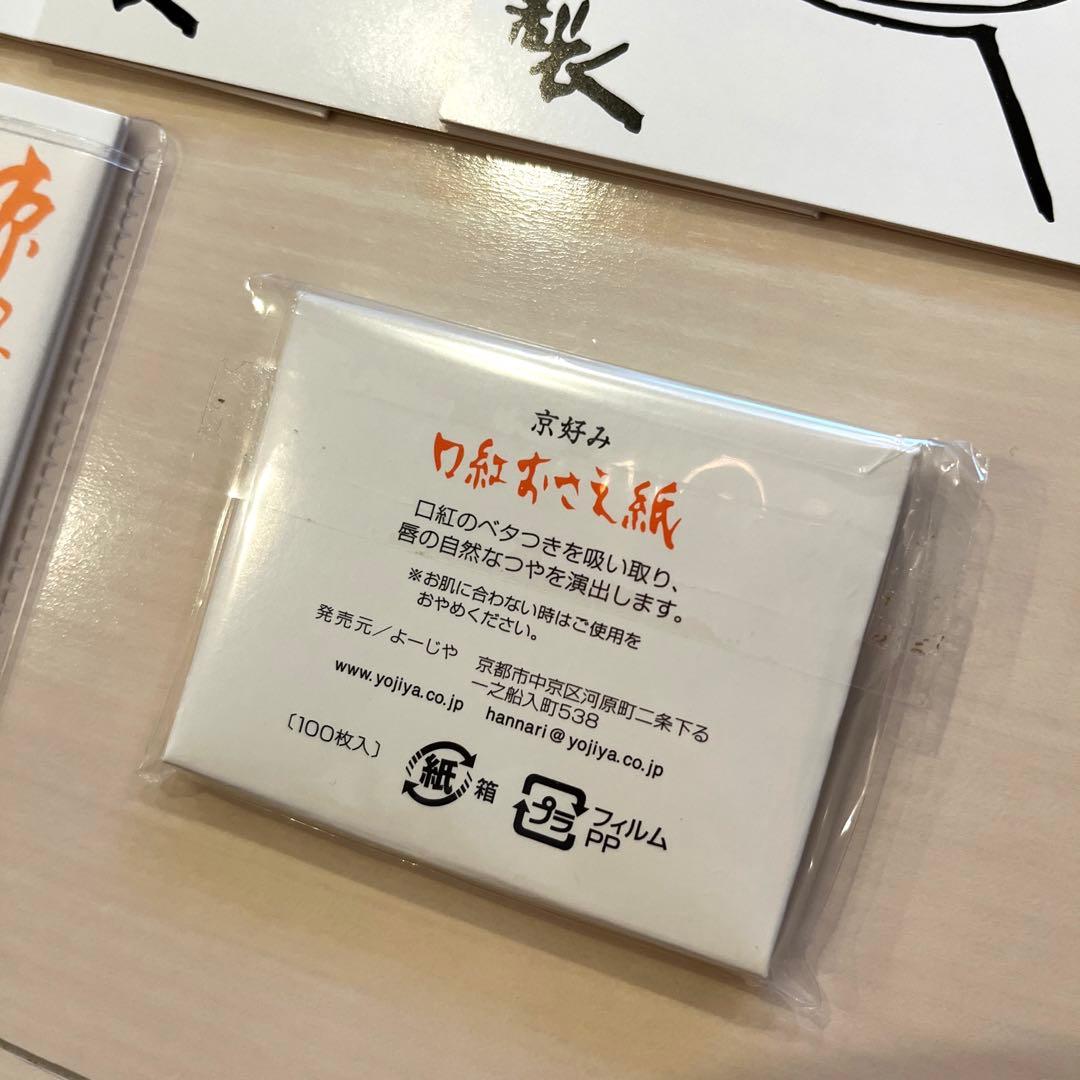 製
京
京好み
口紅おさえ紙
口紅のベタつきを吸い取り、
唇の自然なつやを演出します。
※お肌に合わない時はご使用を
おやめください。
発売元／よーじや 京都市中京区河原町二条下る
一之船入町538
www.yojiya.co.jp hannari@yojiya.co.jp
〔100枚入〕
紙 箱
プラ フィルム
PP